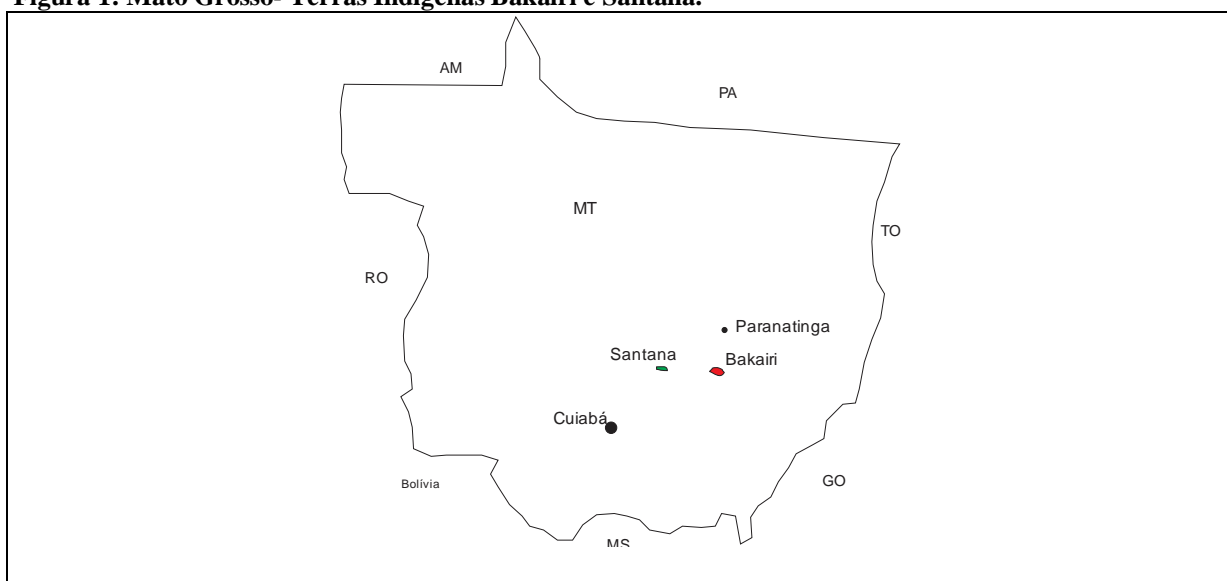 Figura 1: Mato Grosso- Terras Indígenas Bakairi e Santana.
AM
PA
MT
TO
RO
Paranatinga
Santana
Bakairi
Cuiabá
Bolívia
GO
MS